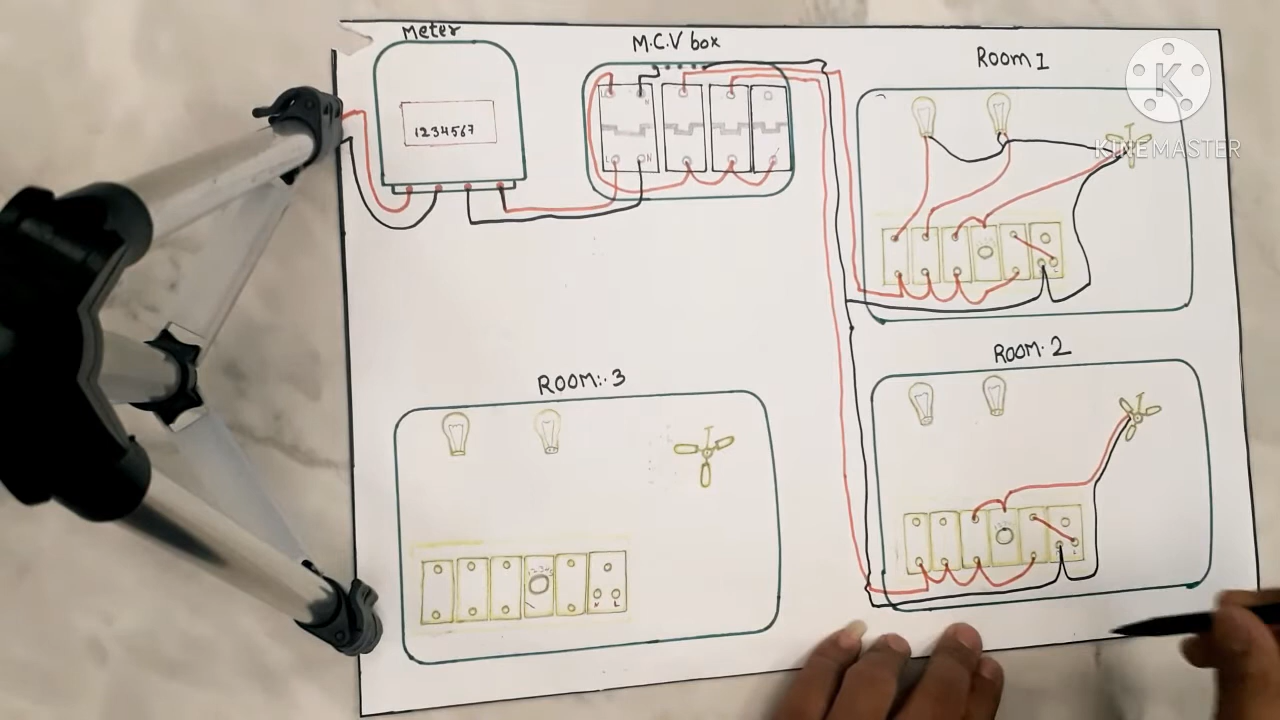 Meter
M.C.V box
Room 1
K
KINEMASTER
1234567
N
L
N
ROOM. 2
ROOM:. 3
N
L